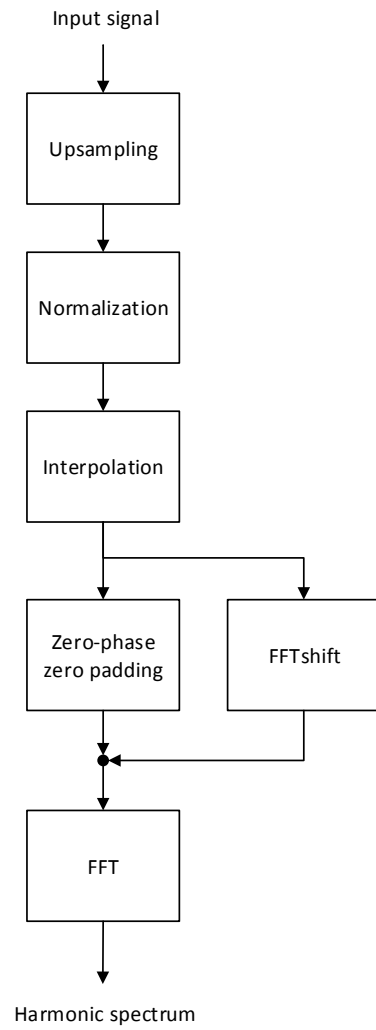 Input signal
Upsampling
Normalization
Interpolation
Zero-phase
zero padding
FFTshift
FFT
Harmonic spectrum